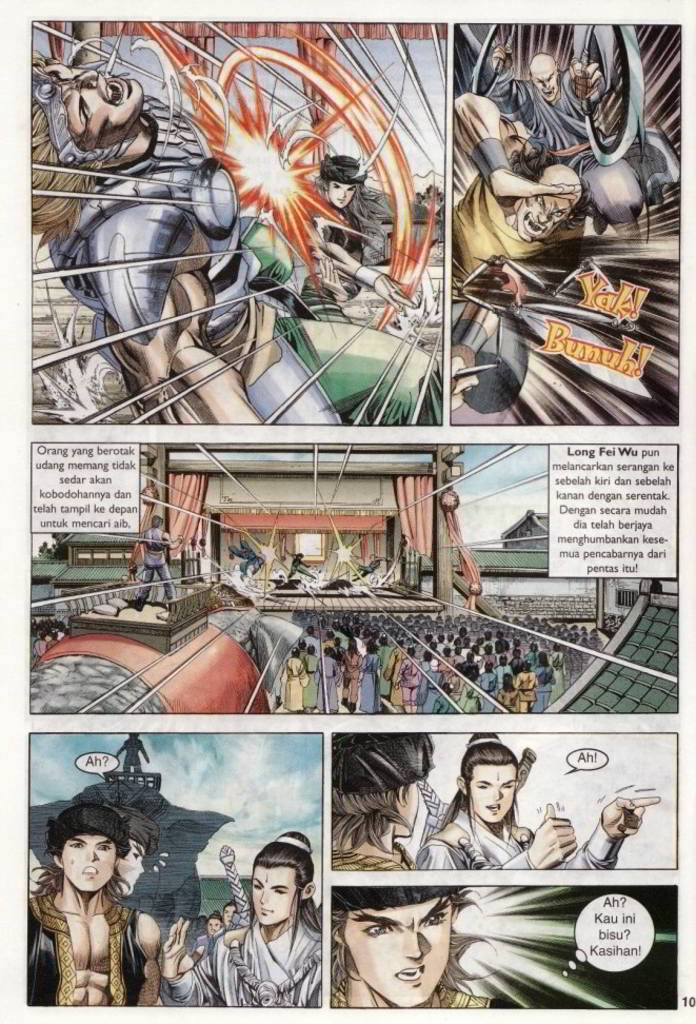 Yak!
Bunuh!
Orang yang berotak
udang memang tidak
sedar akan
kobodohannya dan
telah tampil ke depan
untuk mencari aib,
Long Fei Wu pun
melancarkan serangan ke
sebelah kiri dan sebelah
kanan dengan serentak.
Dengan secara mudah
dia telah berjaya
menghumbankan kese-
mua pencabarnya dari
pentas itu!
Ah?
Ah!
Ah?
Kau ini
bisu?
Kasihan!
10